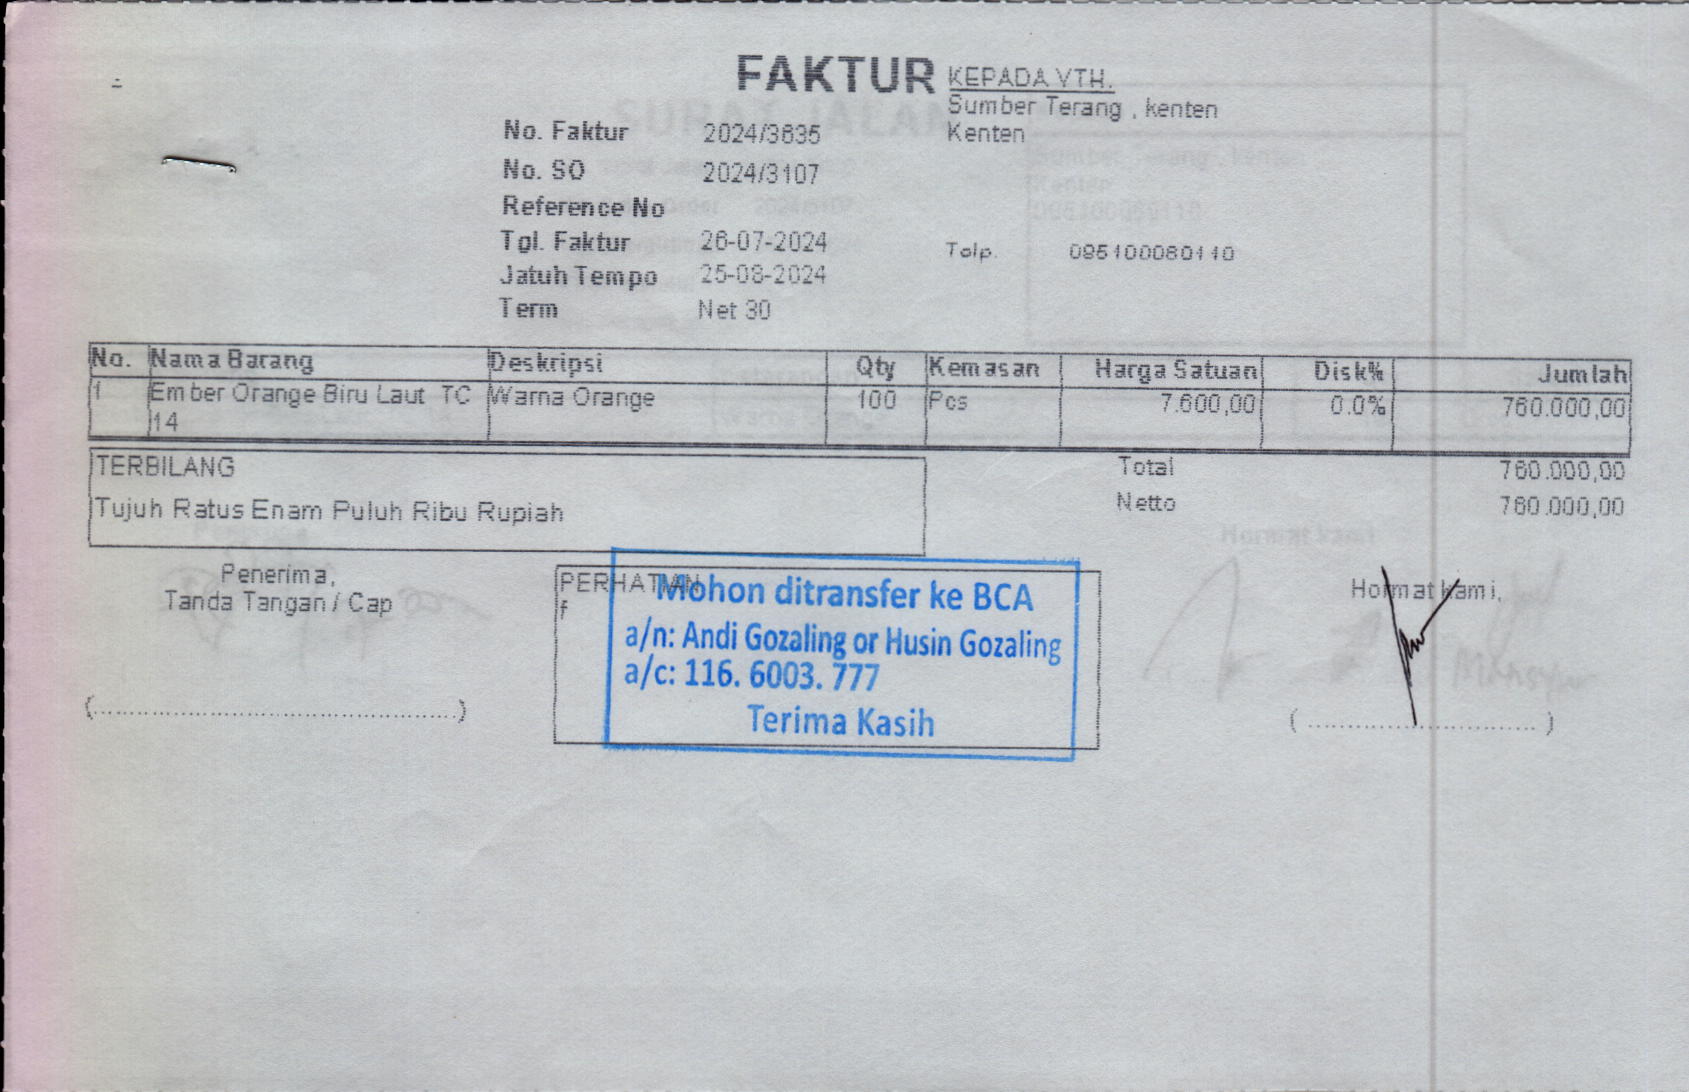 FAKTUR
KEPADA YTH.
Sumber Terang , kenten
Kenten
No. Faktur 2024/3635
No. SO 2024/3107
Reference No
Tgl. Faktur 26-07-2024
Telp.
Jatuh Tempo 25-08-2024
Term Net 30
No. Nama Barang Deskripsi Qty Kemasan Harga Satuan Disk% Jumlah
1 Ember Orange Biru Laut TC Warna Orange 100 Pcs 7.600,00 0.0% 760.000,00
14
TERBILANG
Tujuh Ratus Enam Puluh Ribu Rupiah
Total 760.000,00
Netto 760.000,00
Penerima,
Tanda Tangan / Cap
PERHATIAN
f
Mohon ditransfer ke BCA
a/n: Andi Gozaling or Husin Gozaling
a/c: 116. 6003. 777
Terima Kasih
Hormat kami,
(................................................)
(................................)